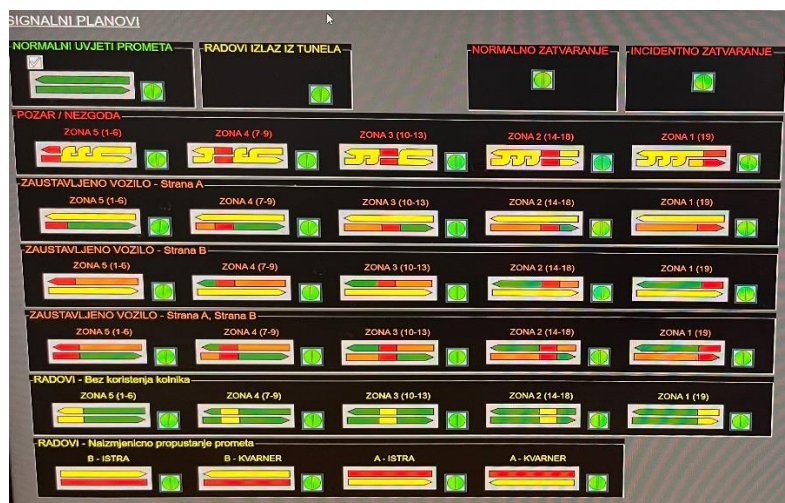 SIGNALNI PLANOVI
NORMALNI UVJETI PROMETA
RADOVI IZLAZ IZ TUNELA
NORMALNO ZATVARANJE
INCIDENTNO ZATVARANJE
POZAR / NEZGODA
ZONA 5 (1-6) ZONA 4 (7-9) ZONA 3 (10-13) ZONA 2 (14-18) ZONA 1 (19)
ZAUSTAVLJENO VOZILO - Strana A
ZONA 5 (1-6) ZONA 4 (7-9) ZONA 3 (10-13) ZONA 2 (14-18) ZONA 1 (19)
ZAUSTAVLJENO VOZILO - Strana B
ZONA 5 (1-6) ZONA 4 (7-9) ZONA 3 (10-13) ZONA 2 (14-18) ZONA 1 (19)
ZAUSTAVLJENO VOZILO - Strana A, Strana B
ZONA 5 (1-6) ZONA 4 (7-9) ZONA 3 (10-13) ZONA 2 (14-18) ZONA 1 (19)
RADOVI - Bez koristenja kolnika
ZONA 5 (1-6) ZONA 4 (7-9) ZONA 3 (10-13) ZONA 2 (14-18) ZONA 1 (19)
RADOVI - Naizmjenicno propustanje prometa
B - ISTRA B - KVARNER A - ISTRA A - KVARNER